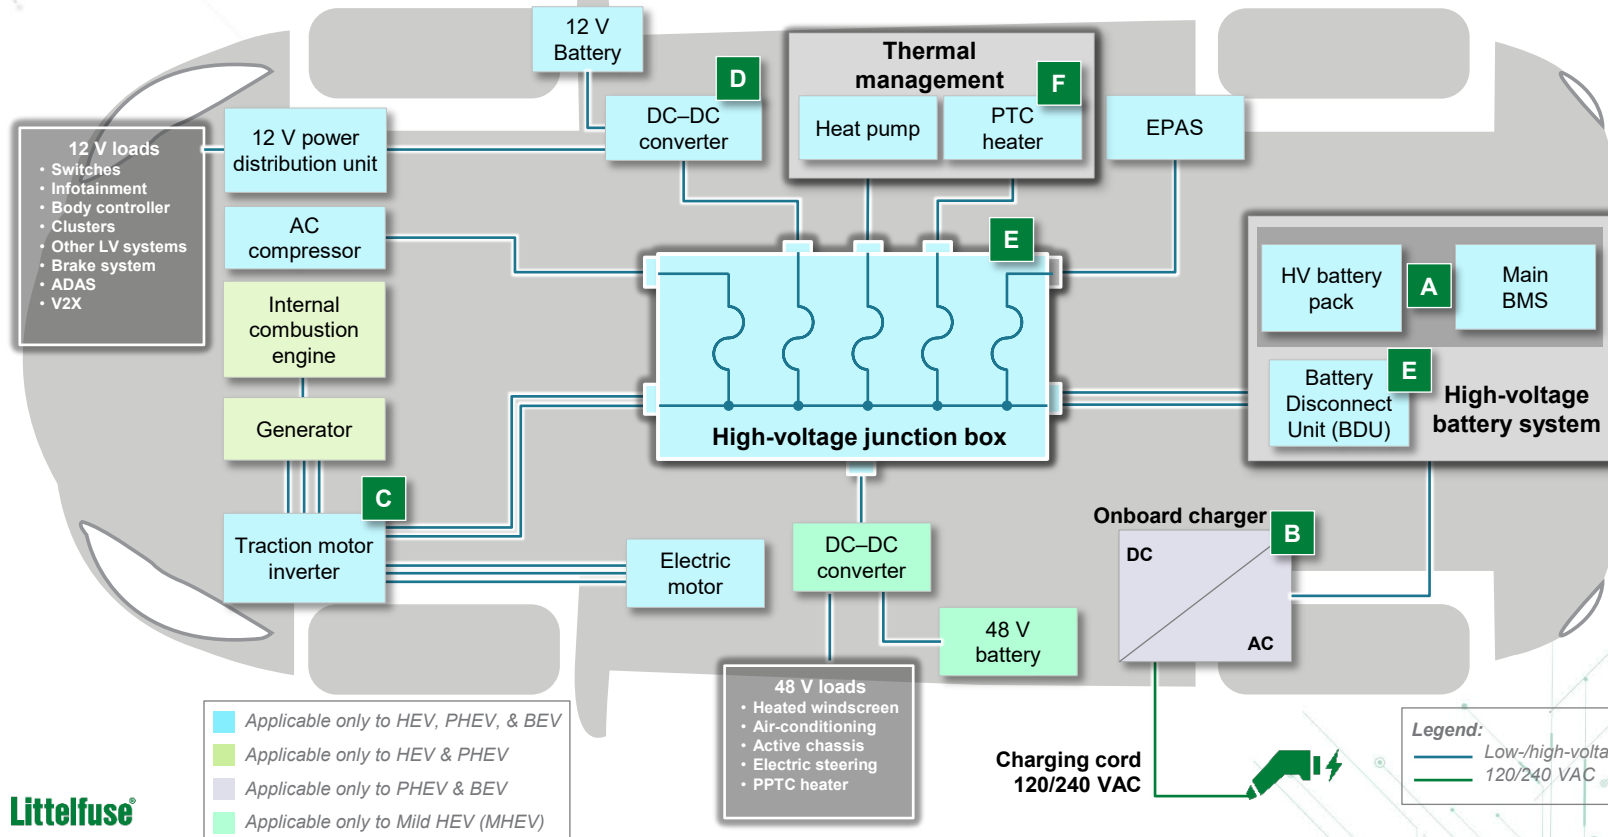 12 V
Battery
D
DC–DC
converter
Thermal
management
F
Heat pump
PTC
heater
EPAS
12 V loads
• Switches
• Infotainment
• Body controller
• Clusters
• Other LV systems
• Brake system
• ADAS
• V2X
12 V power
distribution unit
AC
compressor
Internal
combustion
engine
Generator
C
Traction motor
inverter
Electric
motor
E
High-voltage junction box
HV battery
pack
A
Main
BMS
E
Battery
Disconnect
Unit (BDU)
High-voltage
battery system
DC–DC
converter
48 V
battery
48 V loads
• Heated windscreen
• Air-conditioning
• Active chassis
• Electric steering
• PPTC heater
Onboard charger
B
DC
AC
Charging cord
120/240 VAC
Applicable only to HEV, PHEV, & BEV
Applicable only to HEV & PHEV
Applicable only to PHEV & BEV
Applicable only to Mild HEV (MHEV)
Legend:
Low-/high-volta
120/240 VAC
Littelfuse